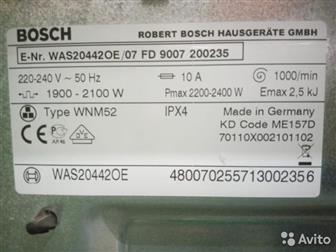 BOSCH
ROBERT BOSCH HAUSGERÄTE GMBH
E-Nr. WAS20442OE/07 FD 9007 200235
220-240 V ~ 50 Hz
10 A
1000/min
1900 - 2100 W
Pmax 2200-2400 W
Emax 2,5 kJ
Type WNM52
IPX4
Made in Germany
KD Code ME157D
70110X002101102
WAS20442OE
480070255713002356
Avito